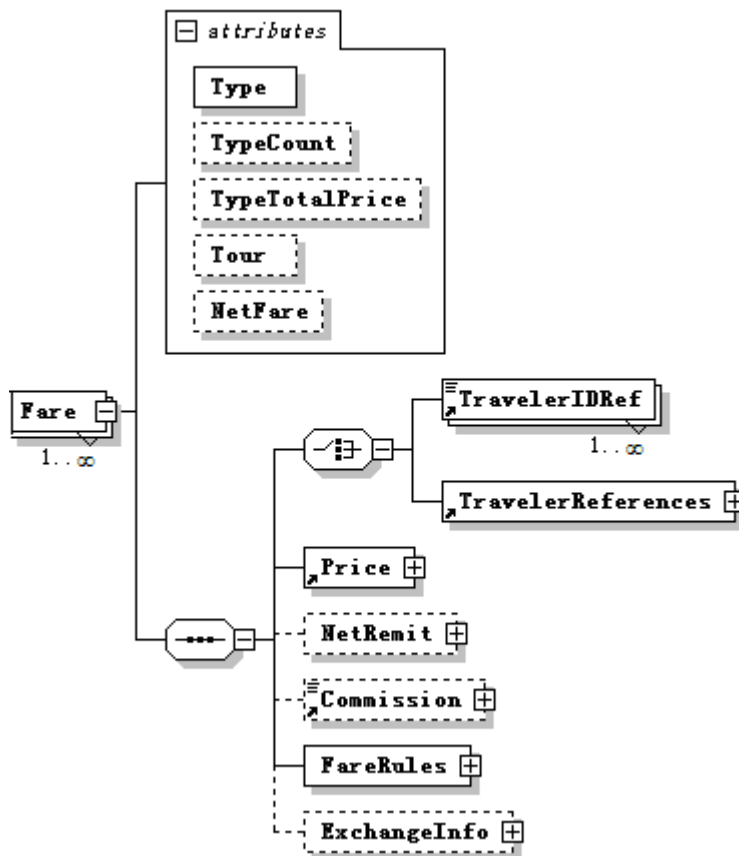 attributes
Type
TypeCount
TypeTotalPrice
Tour
NetFare
Fare
1..∞
TravelerIDRef
1..∞
TravelerReferences
Price
NetRemit
Commission
FareRules
ExchangeInfo